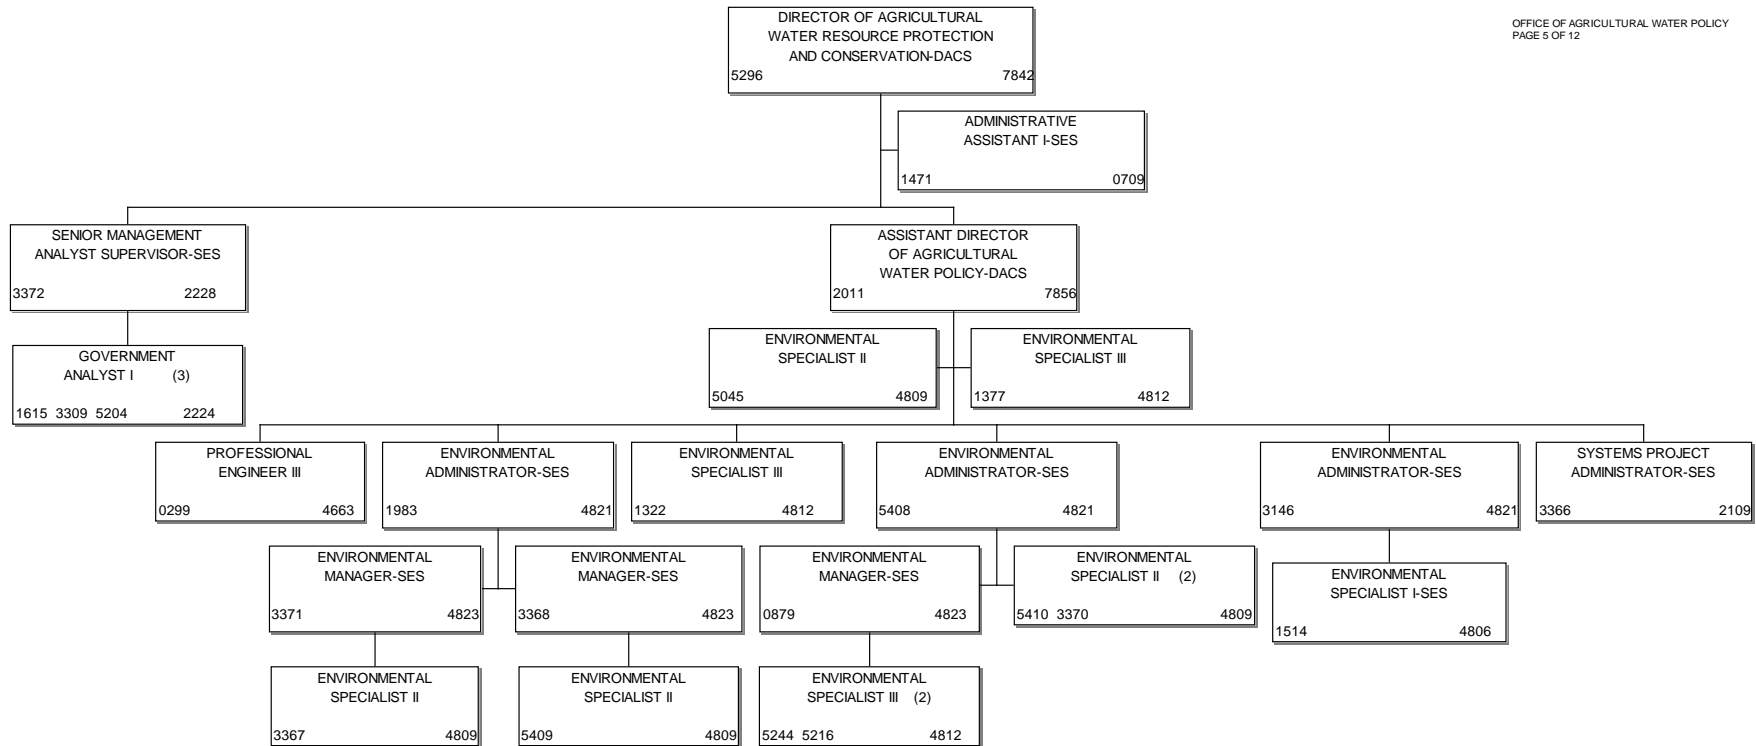 OFFICE OF AGRICULTURAL WATER POLICY
PAGE 5 OF 12
DIRECTOR OF AGRICULTURAL
WATER RESOURCE PROTECTION
AND CONSERVATION-DACS
5296 7842
ADMINISTRATIVE
ASSISTANT I-SES
1471 0709
SENIOR MANAGEMENT
ANALYST SUPERVISOR-SES
3372 2228
ASSISTANT DIRECTOR
OF AGRICULTURAL
WATER POLICY-DACS
2011 7856
GOVERNMENT
ANALYST I (3)
1615 3309 5204 2224
ENVIRONMENTAL
SPECIALIST II
5045 4809
ENVIRONMENTAL
SPECIALIST III
1377 4812
PROFESSIONAL
ENGINEER III
0299 4663
ENVIRONMENTAL
ADMINISTRATOR-SES
1983 4821
ENVIRONMENTAL
SPECIALIST III
1322 4812
ENVIRONMENTAL
ADMINISTRATOR-SES
5408 4821
ENVIRONMENTAL
ADMINISTRATOR-SES
3146 4821
SYSTEMS PROJECT
ADMINISTRATOR-SES
3366 2109
ENVIRONMENTAL
MANAGER-SES
3371 4823
ENVIRONMENTAL
MANAGER-SES
3368 4823
ENVIRONMENTAL
MANAGER-SES
0879 4823
ENVIRONMENTAL
SPECIALIST II (2)
5410 3370 4809
ENVIRONMENTAL
SPECIALIST I-SES
1514 4806
ENVIRONMENTAL
SPECIALIST II
3367 4809
ENVIRONMENTAL
SPECIALIST II
5409 4809
ENVIRONMENTAL
SPECIALIST III (2)
5244 5216 4812